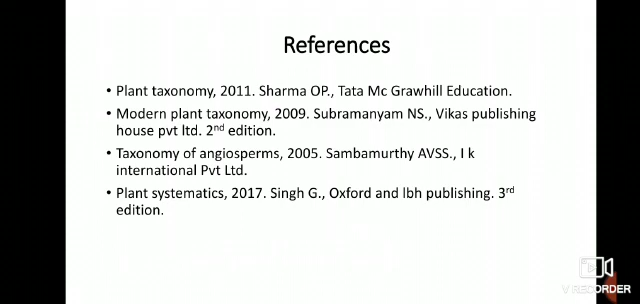 References
• Plant taxonomy, 2011. Sharma OP., Tata Mc Grawhill Education.
• Modern plant taxonomy, 2009. Subramanyam NS., Vikas publishing
house pvt ltd. 2nd edition.
• Taxonomy of angiosperms, 2005. Sambamurthy AVSS., I k
international Pvt Ltd.
• Plant systematics, 2017. Singh G., Oxford and Ibh publishing. 3rd
edition.
V RECORDER